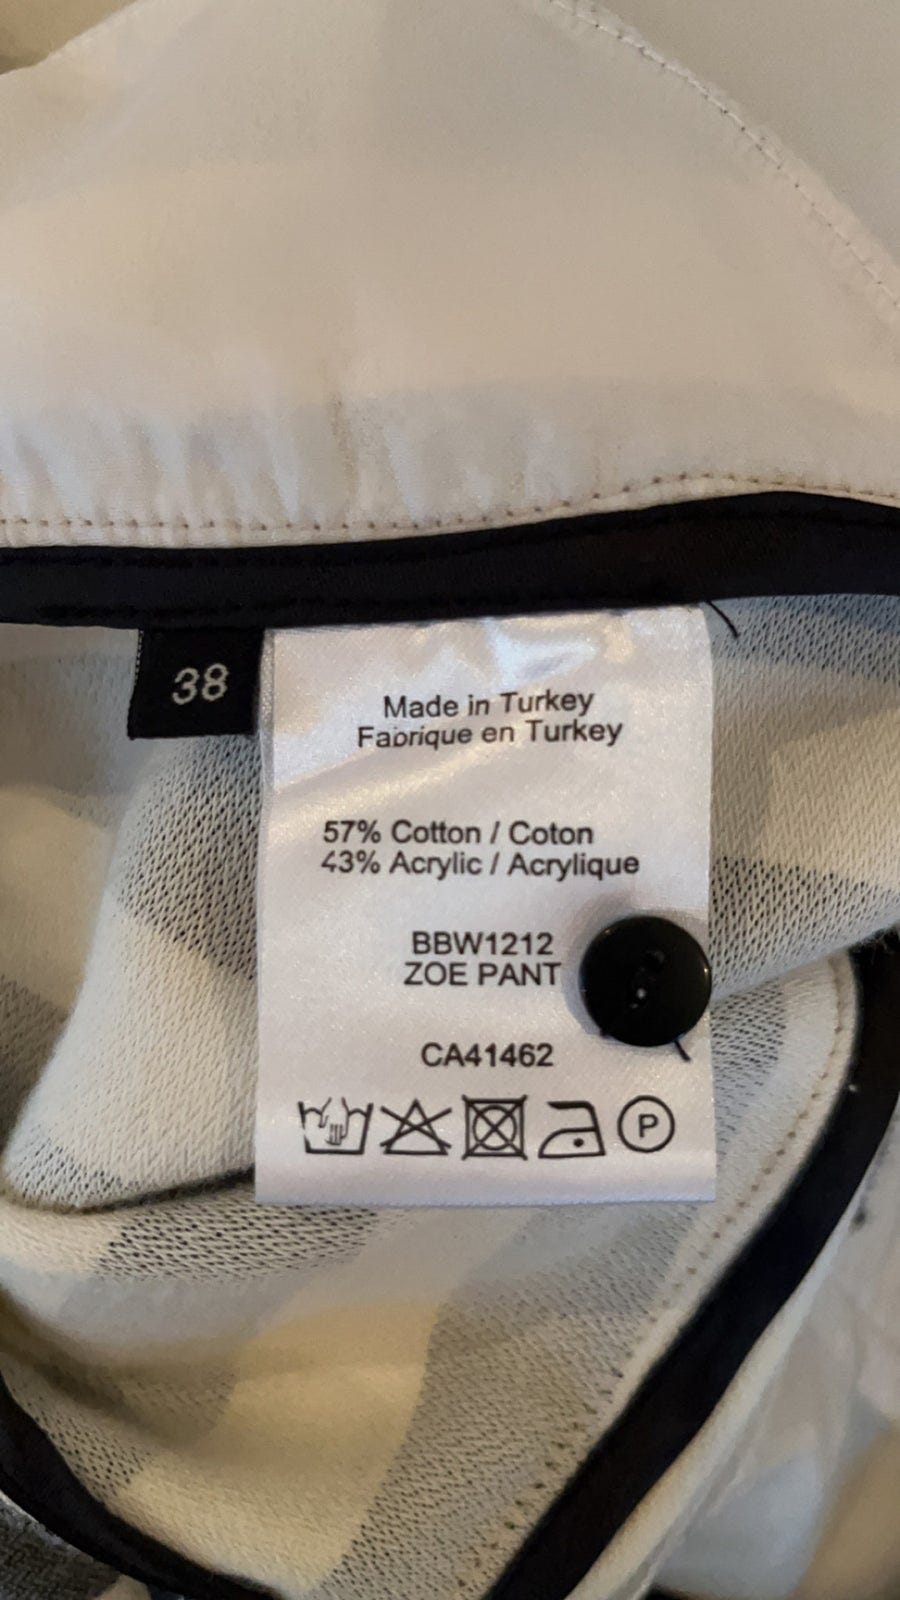 38
Made in Turkey
Fabrique en Turkey
57% Cotton / Coton
43% Acrylic / Acrylique
BBW1212
ZOE PANT
CA41462
P